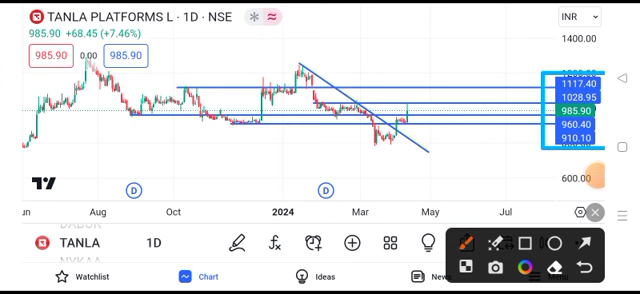 TANLA PLATFORMS L · 1D · NSE
INR
985.90 +68.45 (+7.46%)
985.90 0.00 985.90
1400.00
1117.40
1028.95
985.90
960.40
910.10
600.00
D D
Aug Oct 2024 Mar May Jul
TANLA 1D
NYKAA
Watchlist Chart Ideas News